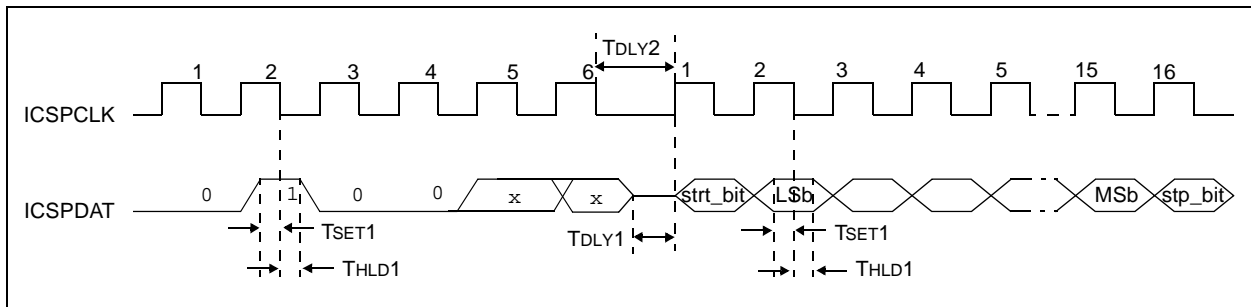 TDLY2
1 2 3 4 5 6 1 2 3 4 5 15 16
ICSPCLK
ICSPDAT 0 1 0 0 x x strt_bit LSb MSb stp_bit
TSET1 TDLY1 TSET1
THLD1 THLD1